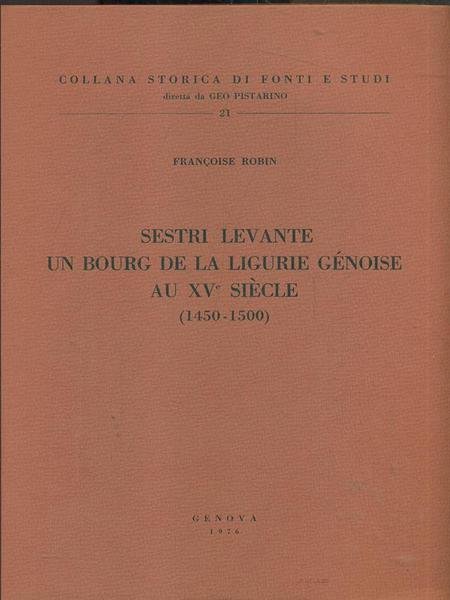 COLLANA STORICA DI FONTI E STUDI
diretta da GEO PISTARINO
21
FRANÇOISE ROBIN
SESTRI LEVANTE
UN BOURG DE LA LIGURIE GÉNOISE
AU XVe SIÈCLE
(1450-1500)
GENOVA
1976